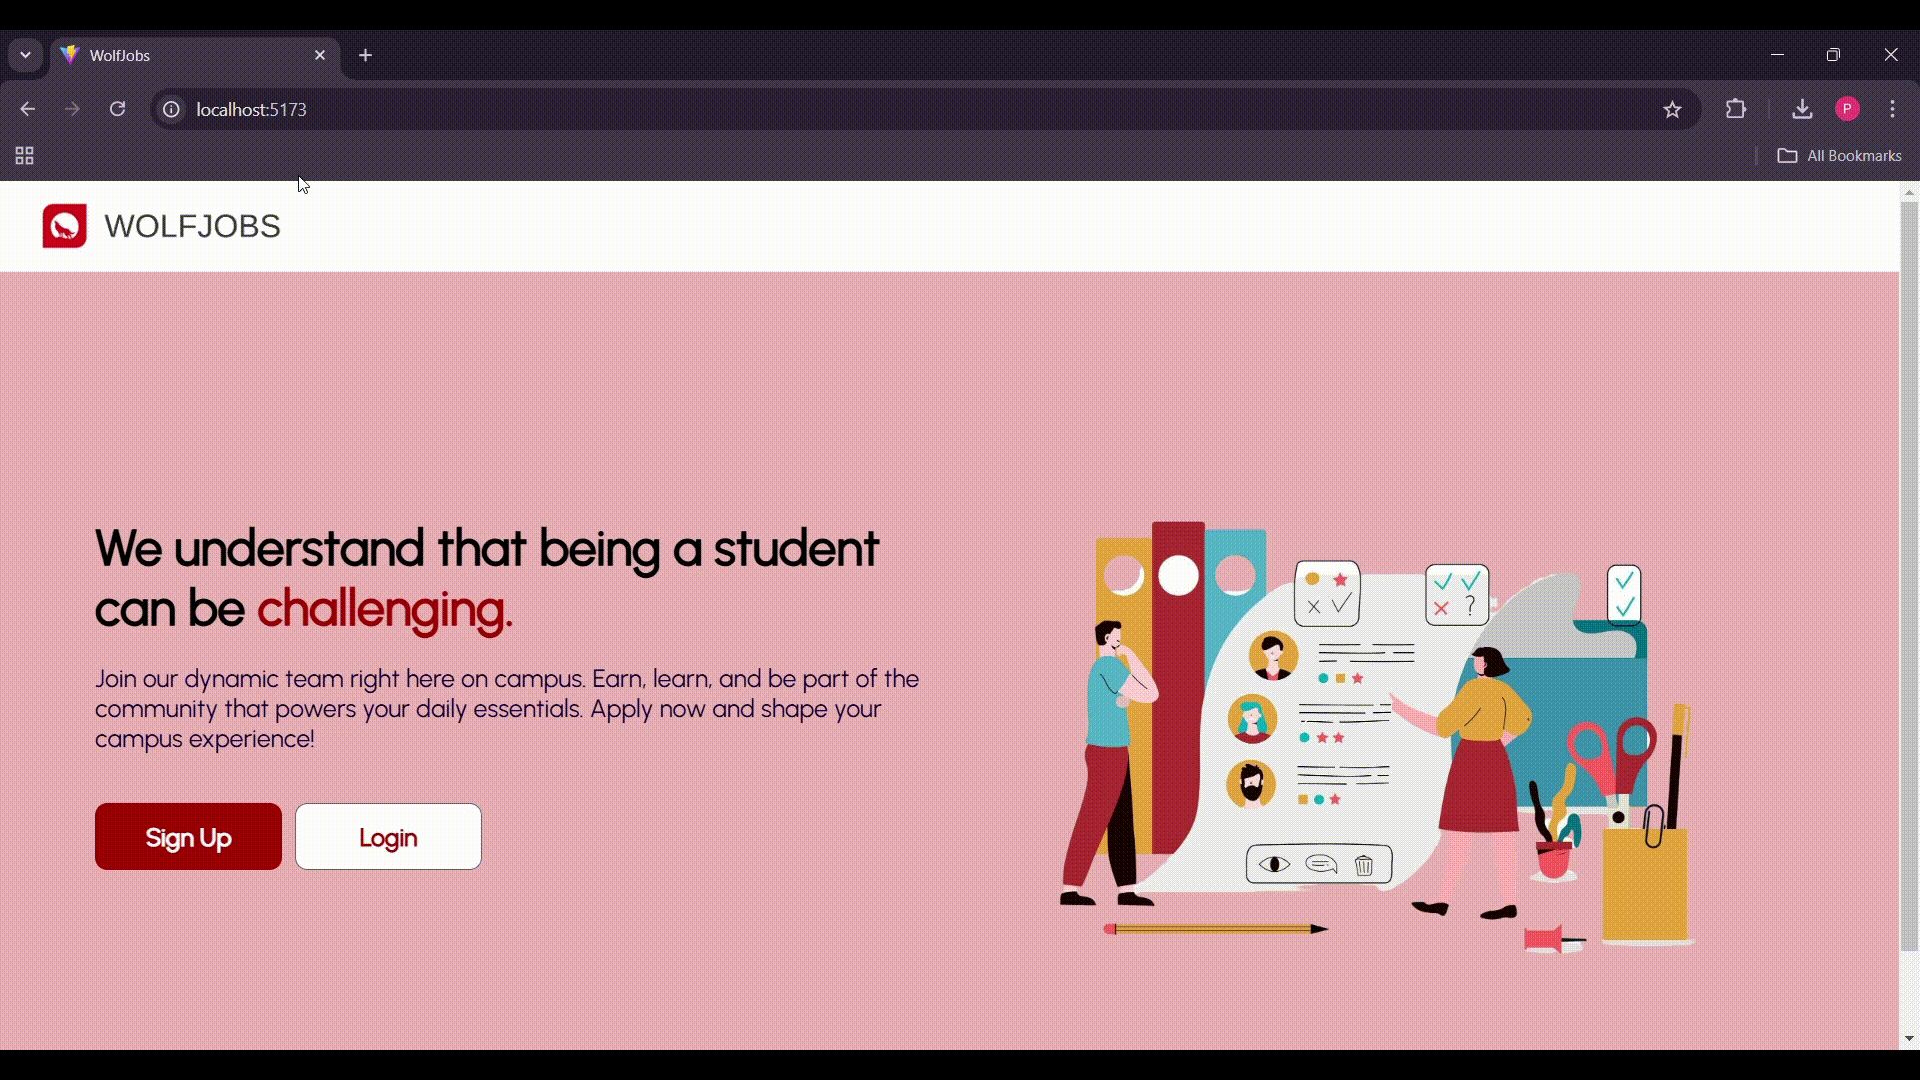 WolfJobs
localhost:5173
P
All Bookmarks
WOLFJOBS
We understand that being a student
can be challenging.
Join our dynamic team right here on campus. Earn, learn, and be part of the
community that powers your daily essentials. Apply now and shape your
campus experience!
Sign Up
Login
?